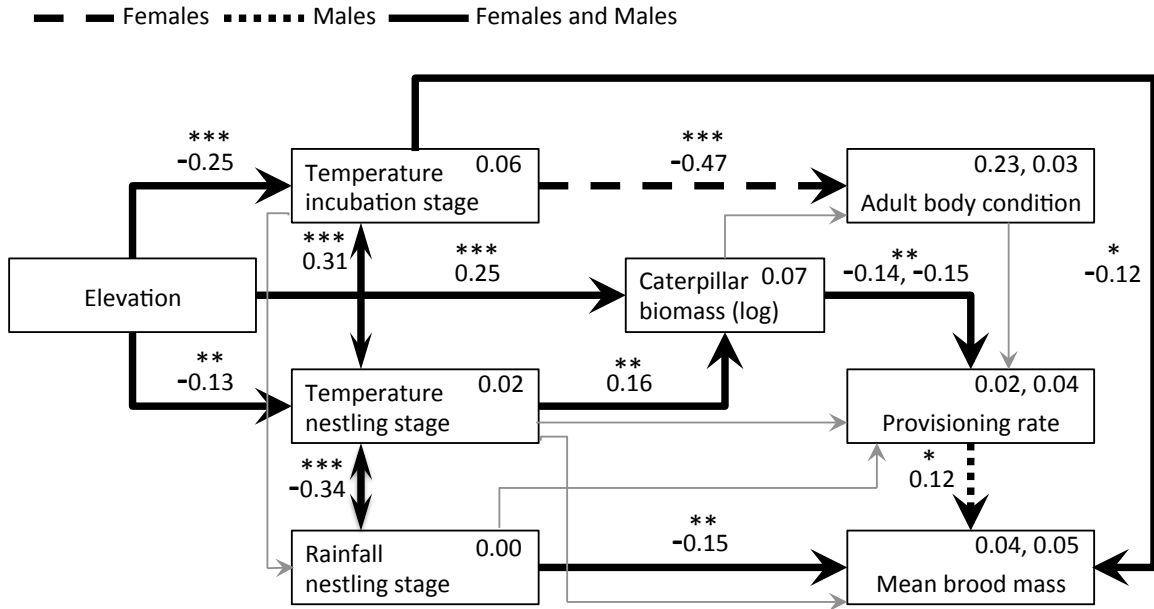 Females Males Females and Males
***
-0.25
Temperature
incubation stage
0.06
***
-0.47
0.23, 0.03
Adult body condition
***
0.31
***
0.25
*
-0.12
Elevation
Caterpillar
biomass (log)
0.07
**
-0.14, -0.15
**
-0.13
Temperature
nestling stage
0.02
**
0.16
0.02, 0.04
Provisioning rate
***
-0.34
*
0.12
Rainfall
nestling stage
0.00
**
-0.15
0.04, 0.05
Mean brood mass